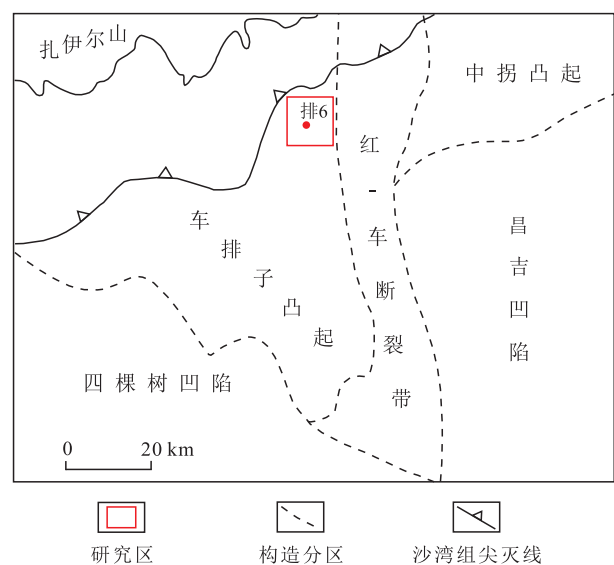 扎伊尔山
中拐凸起
排6
红-车断裂带
车排子凸起
昌吉凹陷
四棵树凹陷
0 20 km
研究区 构造分区 沙湾组尖灭线